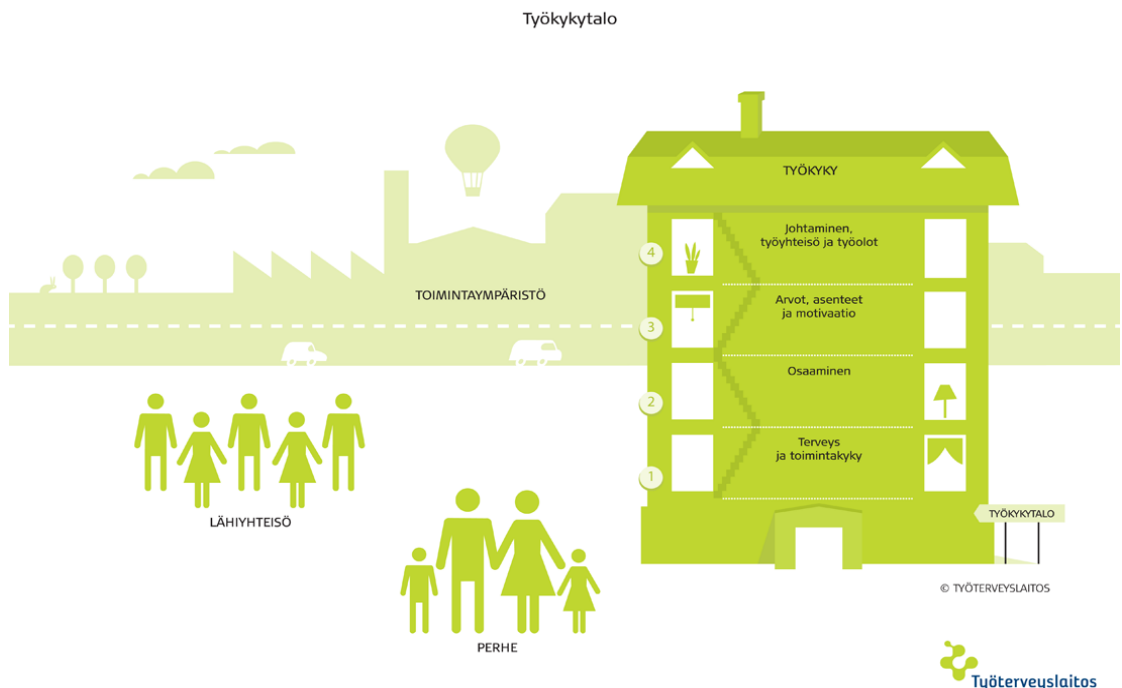 Työkykytalo
TYÖKYKY
4
Johtaminen,
työyhteisö ja työolot
TOIMINTAYMPÄRISTÖ
3
Arvot, asenteet
ja motivaatio
2
Osaaminen
1
Terveys
ja toimintakyky
LÄHIYHTEISÖ
TYÖKYKYTALO
PERHE
© TYÖTERVEYSLAITOS
Työterveyslaitos